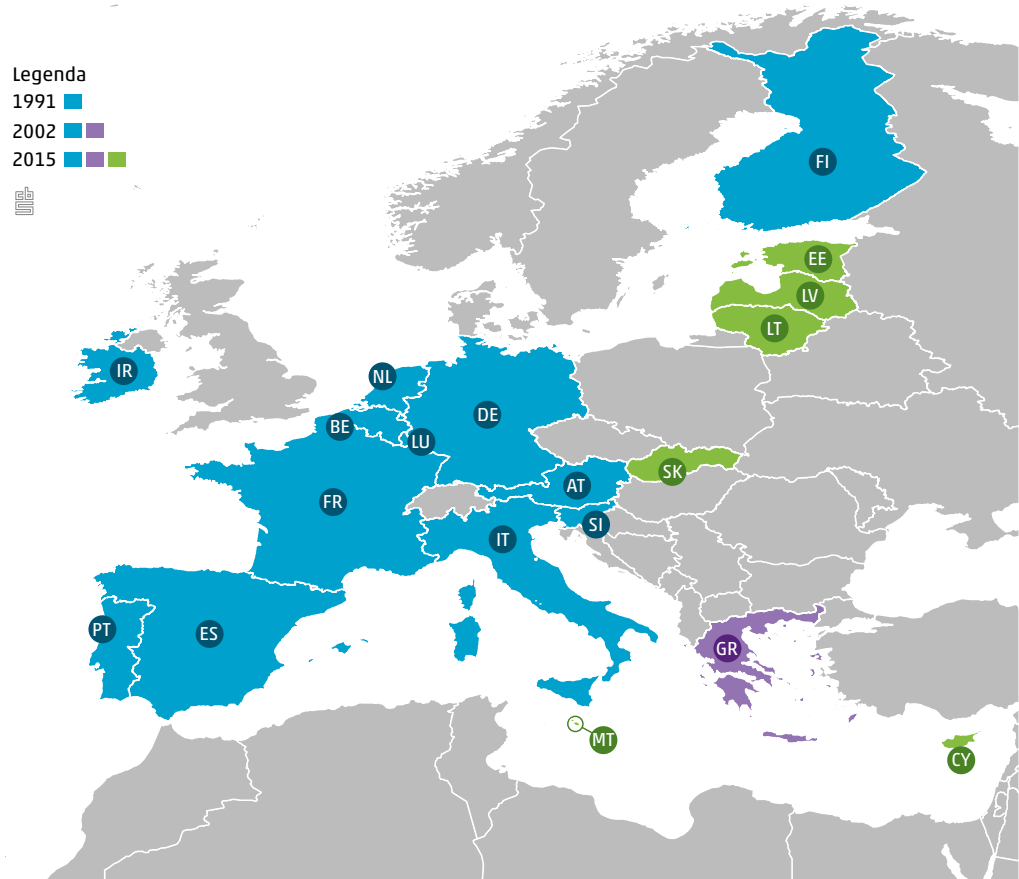 Legenda
1991
2002
2015
cbs
FI
EE
LV
LT
IR
NL
DE
BE
LU
SK
AT
FR
SI
IT
PT
ES
GR
MT
CY